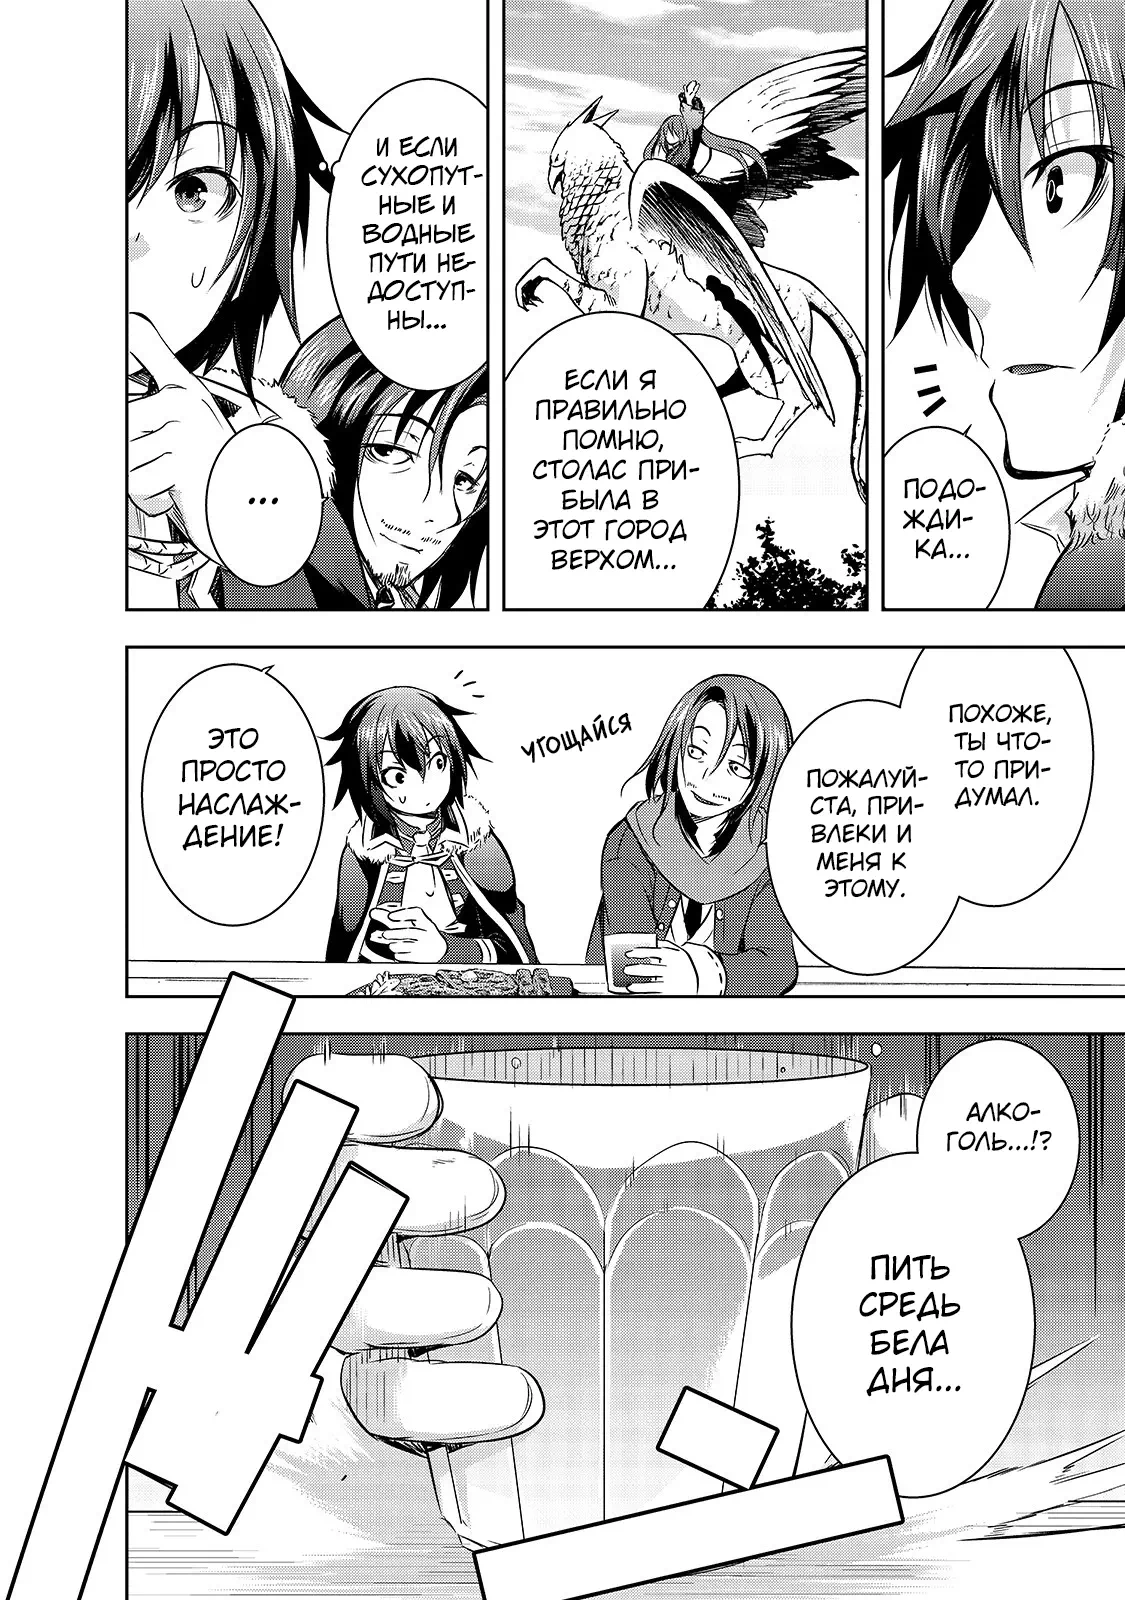 ПОДО-
ЖДИ-
КА...
ЕСЛИ Я
ПРАВИЛЬНО
ПОМНЮ,
СТОЛАС ПРИ-
БЫЛА В
ЭТОТ ГОРОД
ВЕРХОМ...
И ЕСЛИ
СУХОПУТ-
НЫЕ И
ВОДНЫЕ
ПУТИ НЕ-
ДОСТУП-
НЫ...
...
ПОХОЖЕ,
ТЫ ЧТО-
ТО ПРИ-
ДУМАЛ.
ПОЖАЛУЙ-
СТА, ПРИ-
ВЛЕКИ И
МЕНЯ К
ЭТОМУ.
УГОЩАЙСЯ
ЭТО
ПРОСТО
НАСЛАЖ-
ДЕНИЕ!
АЛКО-
ГОЛЬ...!?
ПИТЬ
СРЕДЬ
БЕЛА
ДНЯ...